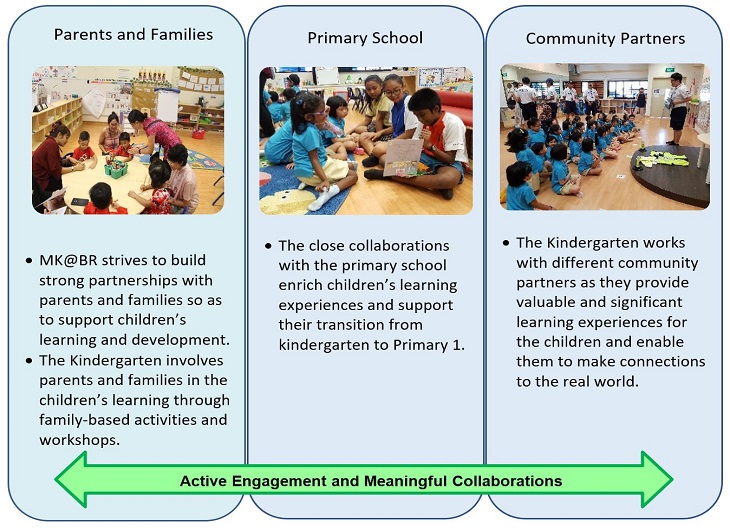 Parents and Families
MK@BR strives to build
strong partnerships with
parents and families so as
to support children's
learning and development.
The Kindergarten involves
parents and families in the
children's learning through
family-based activities and
workshops.
Primary School
The close collaborations
with the primary school
enrich children's learning
experiences and support
their transition from
kindergarten to Primary 1.
Community Partners
The Kindergarten works
with different community
partners as they provide
valuable and significant
learning experiences for
the children and enable
them to make connections
to the real world.
Active Engagement and Meaningful Collaborations